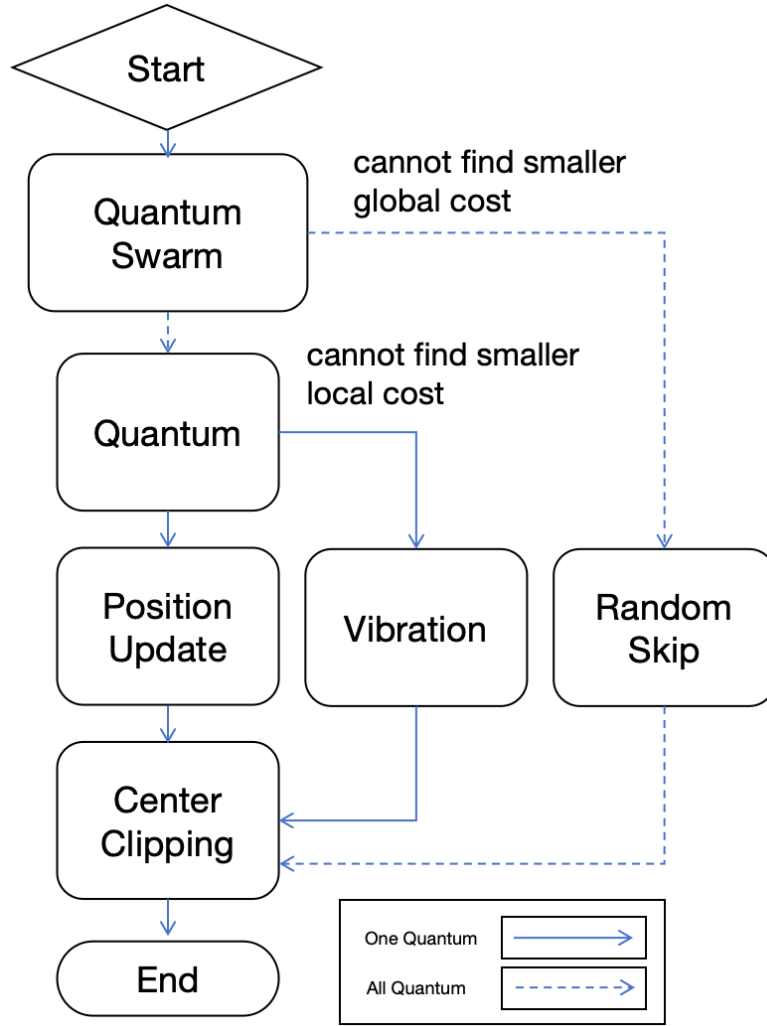 Start
cannot find smaller
global cost
Quantum
Swarm
cannot find smaller
local cost
Quantum
Position
Update
Vibration
Random
Skip
Center
Clipping
One Quantum
All Quantum
End